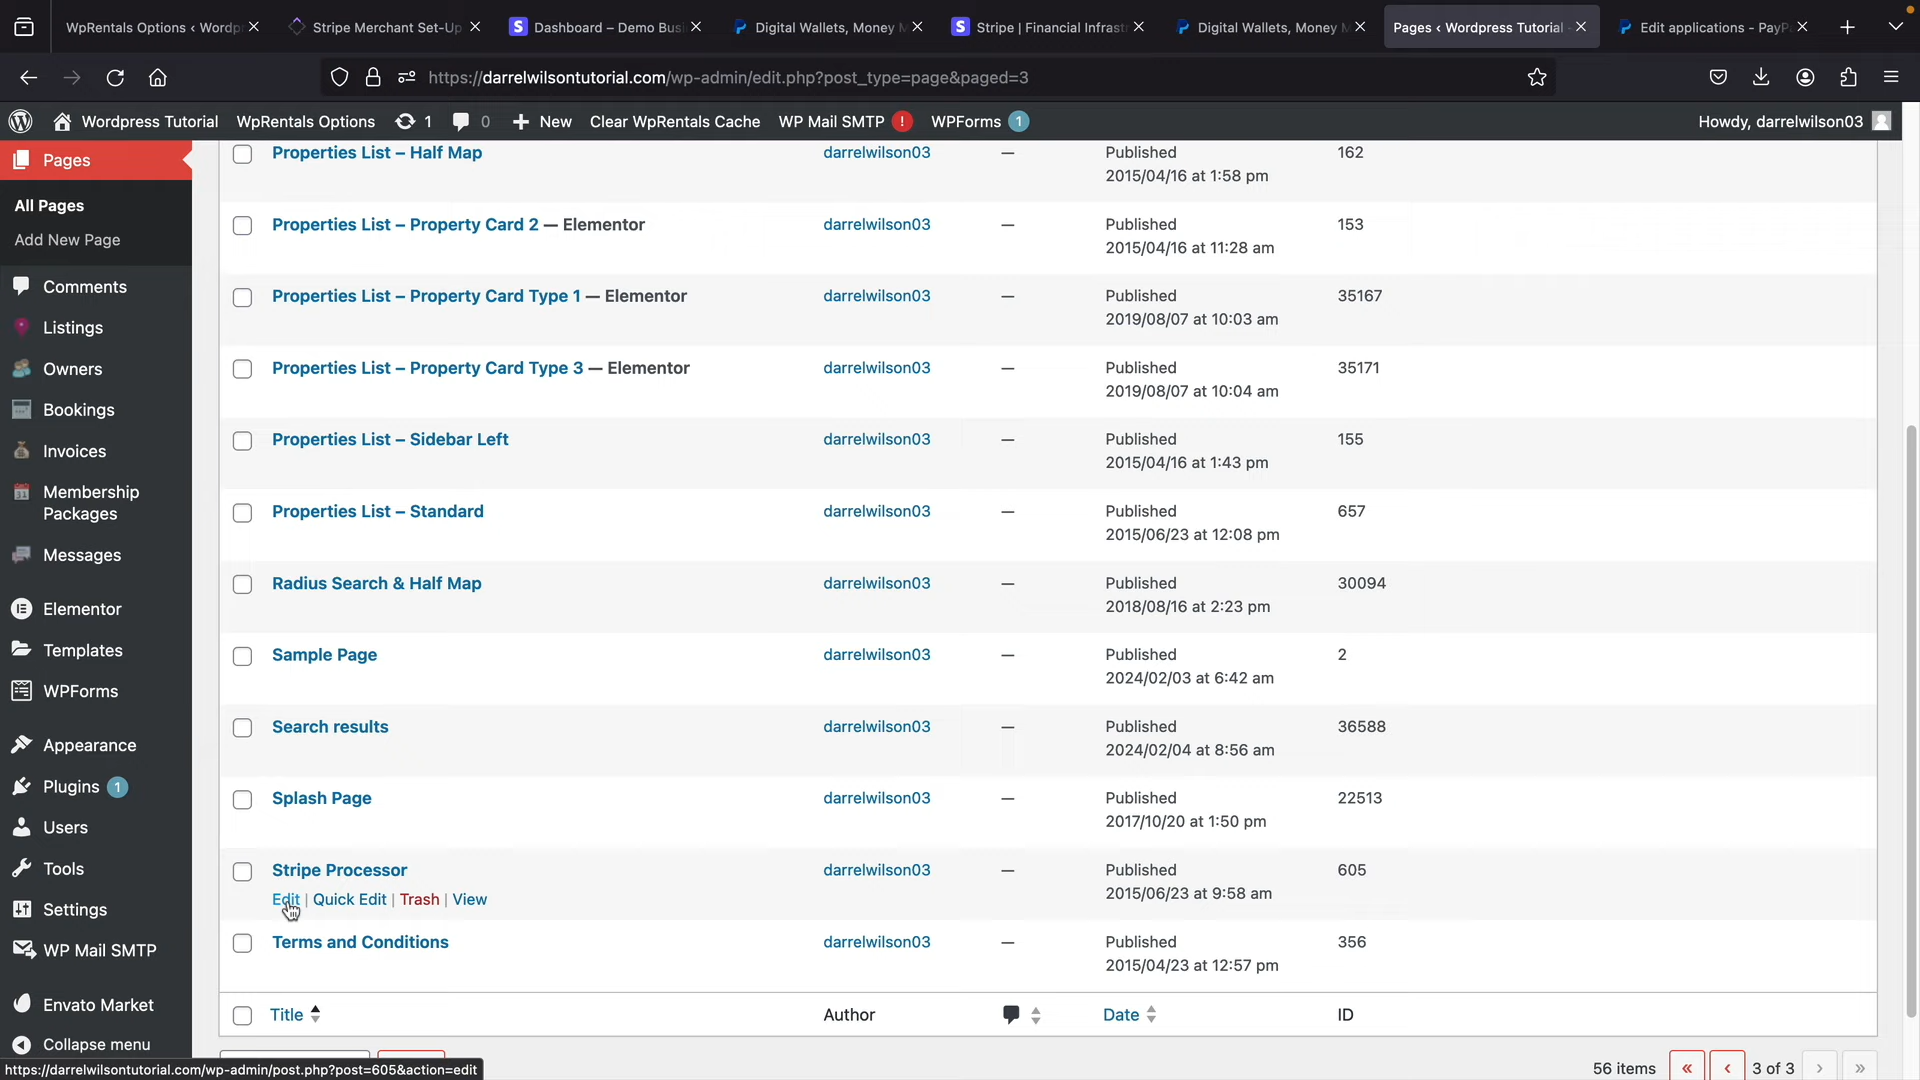 WpRentals Options ‹ Wordp
Stripe Merchant Set-Up
Dashboard – Demo Busi
Digital Wallets, Money M
Stripe | Financial Infrast
Digital Wallets, Money M
Pages ‹ Wordpress Tutorial
Edit applications - PayPa
https://darrelwilsontutorial.com/wp-admin/edit.php?post_type=page&paged=3
Wordpress Tutorial WpRentals Options 1 0 + New Clear WpRentals Cache WP Mail SMTP ! WPForms 1 Howdy, darrelwilson03
Pages
All Pages
Add New Page
Comments
Listings
Owners
Bookings
Invoices
Membership
Packages
Messages
Elementor
Templates
WPForms
Appearance
Plugins 1
Users
Tools
Settings
WP Mail SMTP
Envato Market
Collapse menu
Properties List – Half Map darrelwilson03 — Published 162
2015/04/16 at 1:58 pm
Properties List – Property Card 2 — Elementor darrelwilson03 — Published 153
2015/04/16 at 11:28 am
Properties List – Property Card Type 1 — Elementor darrelwilson03 — Published 35167
2019/08/07 at 10:03 am
Properties List – Property Card Type 3 — Elementor darrelwilson03 — Published 35171
2019/08/07 at 10:04 am
Properties List – Sidebar Left darrelwilson03 — Published 155
2015/04/16 at 1:43 pm
Properties List – Standard darrelwilson03 — Published 657
2015/06/23 at 12:08 pm
Radius Search & Half Map darrelwilson03 — Published 30094
2018/08/16 at 2:23 pm
Sample Page darrelwilson03 — Published 2
2024/02/03 at 6:42 am
Search results darrelwilson03 — Published 36588
2024/02/04 at 8:56 am
Splash Page darrelwilson03 — Published 22513
2017/10/20 at 1:50 pm
Stripe Processor darrelwilson03 — Published 605
Edit | Quick Edit | Trash | View 2015/06/23 at 9:58 am
Terms and Conditions darrelwilson03 — Published 356
2015/04/23 at 12:57 pm
Title Author Date ID
56 items « ‹ 3 of 3 › »
https://darrelwilsontutorial.com/wp-admin/post.php?post=605&action=edit